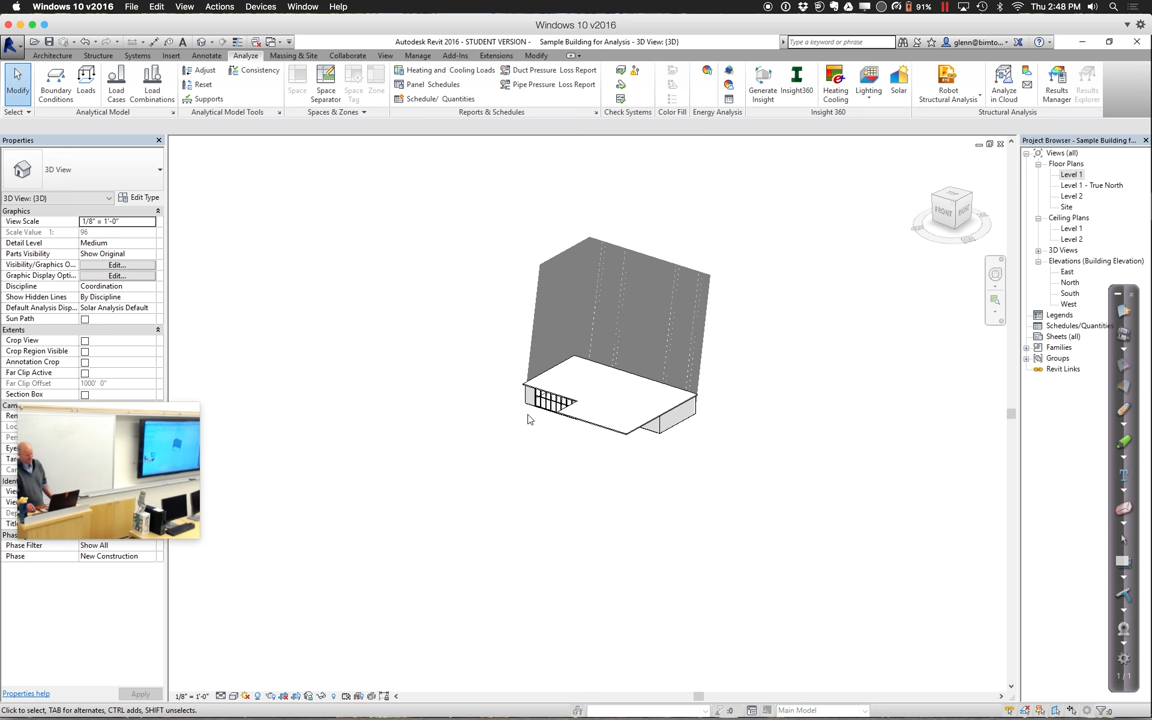 Windows 10 v2016 File Edit View Actions Devices Window Help 91% Thu 2:48 PM
Windows 10 v2016
Autodesk Revit 2016 - STUDENT VERSION - Sample Building for Analysis - 3D View: {3D} Type a keyword or phrase glenn@bimto...
Architecture Structure Systems Insert Annotate Analyze Massing & Site Collaborate View Manage Add-Ins Extensions Modify
Modify Boundary Conditions Loads Load Cases Load Combinations
Adjust Consistency
Reset
Supports
Space Space Separator Space Tag Zone
Heating and Cooling Loads Duct Pressure Loss Report
Panel Schedules Pipe Pressure Loss Report
Schedule/ Quantities
Generate Insight Insight360 Heating Cooling Lighting Solar Robot Structural Analysis Analyze in Cloud Results Manager Results Explorer
Select Analytical Model Analytical Model Tools Spaces & Zones Reports & Schedules Check Systems Color Fill Energy Analysis Insight 360 Structural Analysis
Properties
3D View
3D View: {3D} Edit Type
Graphics
View Scale 1/8" = 1'-0"
Scale Value 1: 96
Detail Level Medium
Parts Visibility Show Original
Visibility/Graphics O... Edit...
Graphic Display Opti... Edit...
Discipline Coordination
Show Hidden Lines By Discipline
Default Analysis Disp... Solar Analysis Default
Sun Path
Extents
Crop View
Crop Region Visible
Annotation Crop
Far Clip Active
Far Clip Offset 1000' 0"
Section Box
Phase Filter Show All
Phase New Construction
Properties help Apply
TOP
FRONT RIGHT
Project Browser - Sample Building f...
Views (all)
Floor Plans
Level 1
Level 1 - True North
Level 2
Site
Ceiling Plans
Level 1
Level 2
3D Views
Elevations (Building Elevation)
East
North
South
West
Legends
Schedules/Quantities
Sheets (all)
Families
Groups
Revit Links
1 / 1
1/8" = 1'-0"
Click to select, TAB for alternates, CTRL adds, SHIFT unselects. :0 Main Model :0